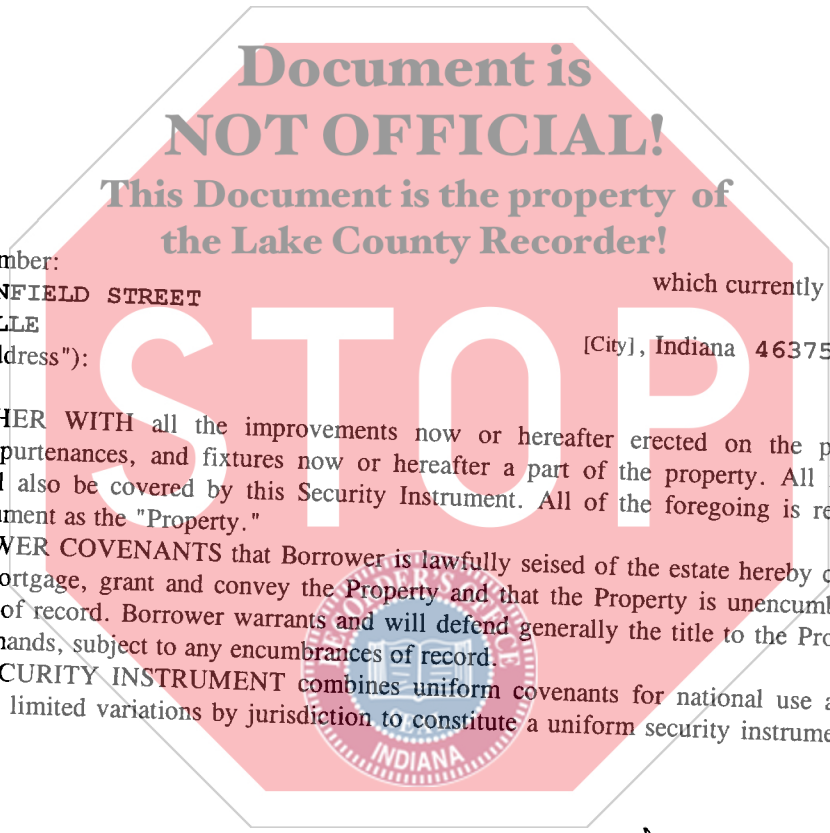 Document is
NOT OFFICIAL!
This Document is the property of
the Lake County Recorder!
mber:
which currently
NFIELD STREET
LLE
[City], Indiana 46375
ddress"):
STOP
HER WITH all the improvements now or hereafter erected on the p
purtenances, and fixtures now or hereafter a part of the property. All
l also be covered by this Security Instrument. All of the foregoing is re
ment as the "Property."
WER COVENANTS that Borrower is lawfully seised of the estate hereby c
ortgage, grant and convey the Property and that the Property is unencumb
of record. Borrower warrants and will defend generally the title to the Pro
mands, subject to any encumbrances of record.
CURITY INSTRUMENT combines uniform covenants for national use a
limited variations by jurisdiction to constitute a uniform security instrume
RECORDER'S OFFICE
INDIANA